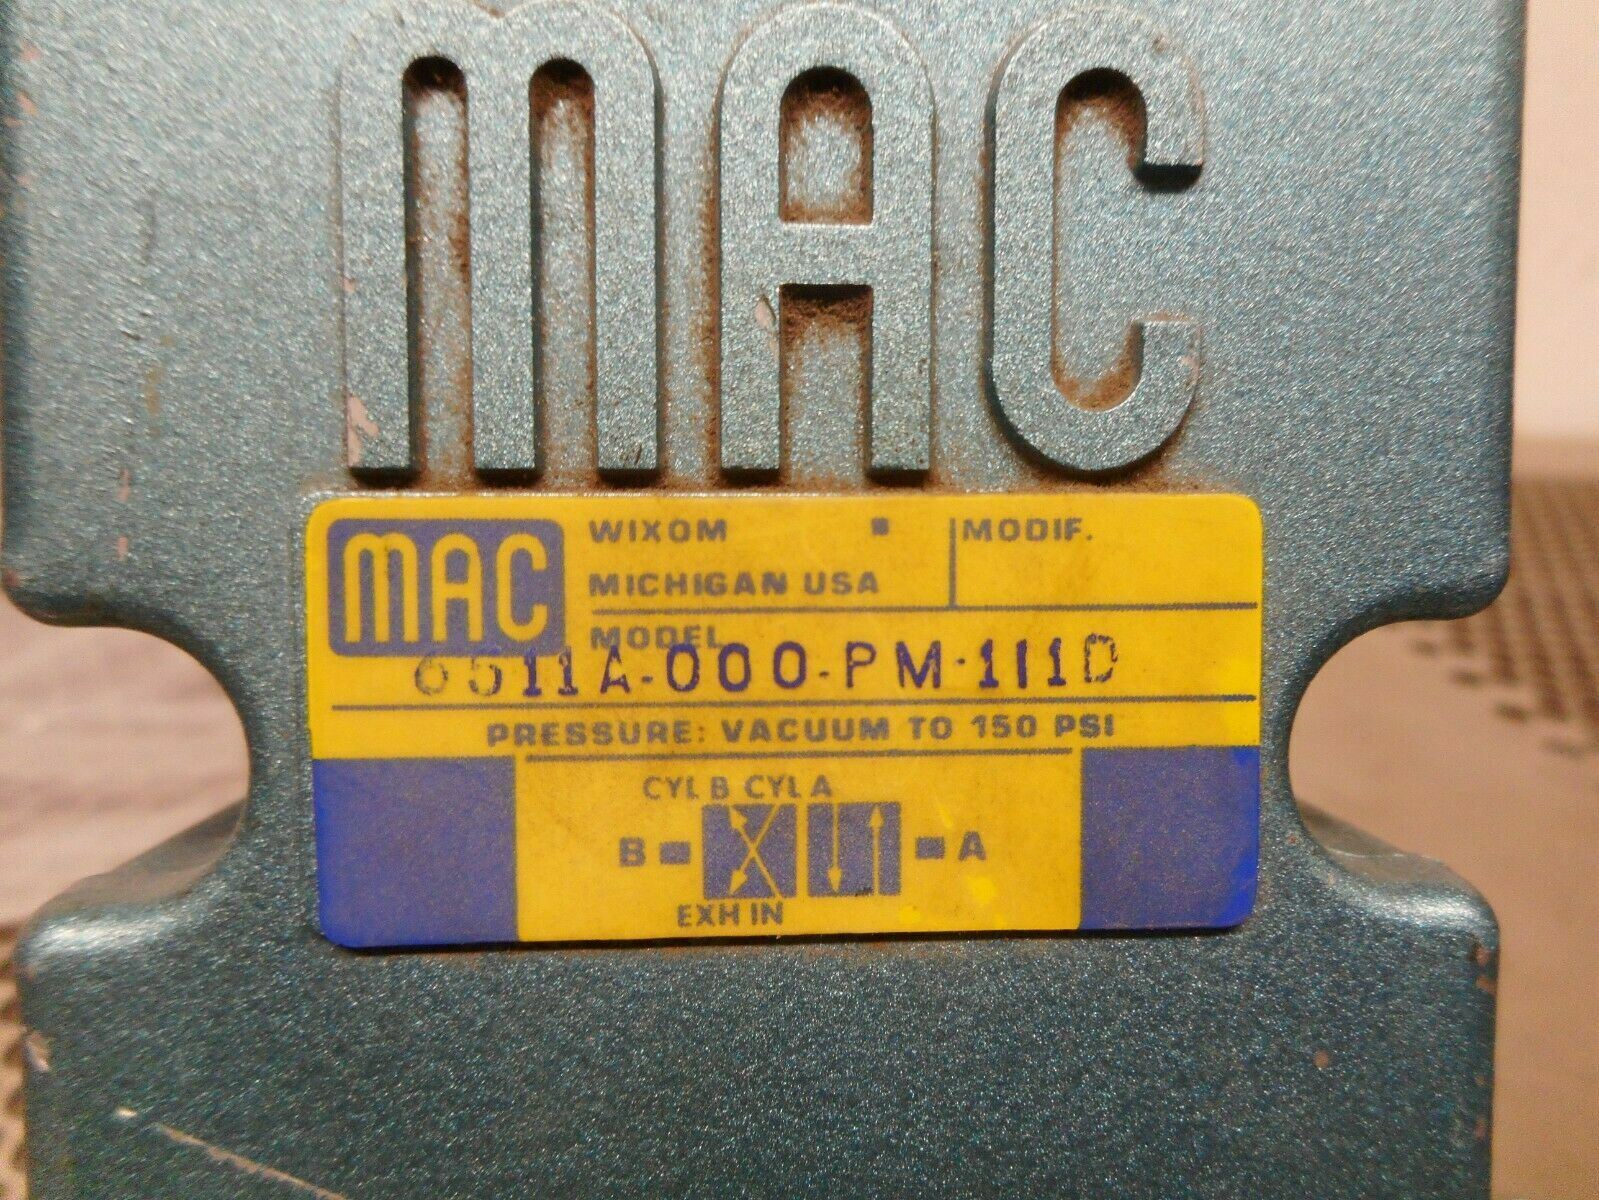 MAC
MAC
WIXOM
MODIF.
MICHIGAN USA
MODEL
6511A-000-PM-111D
PRESSURE: VACUUM TO 150 PSI
CYL B CYL A
B A
EXH IN